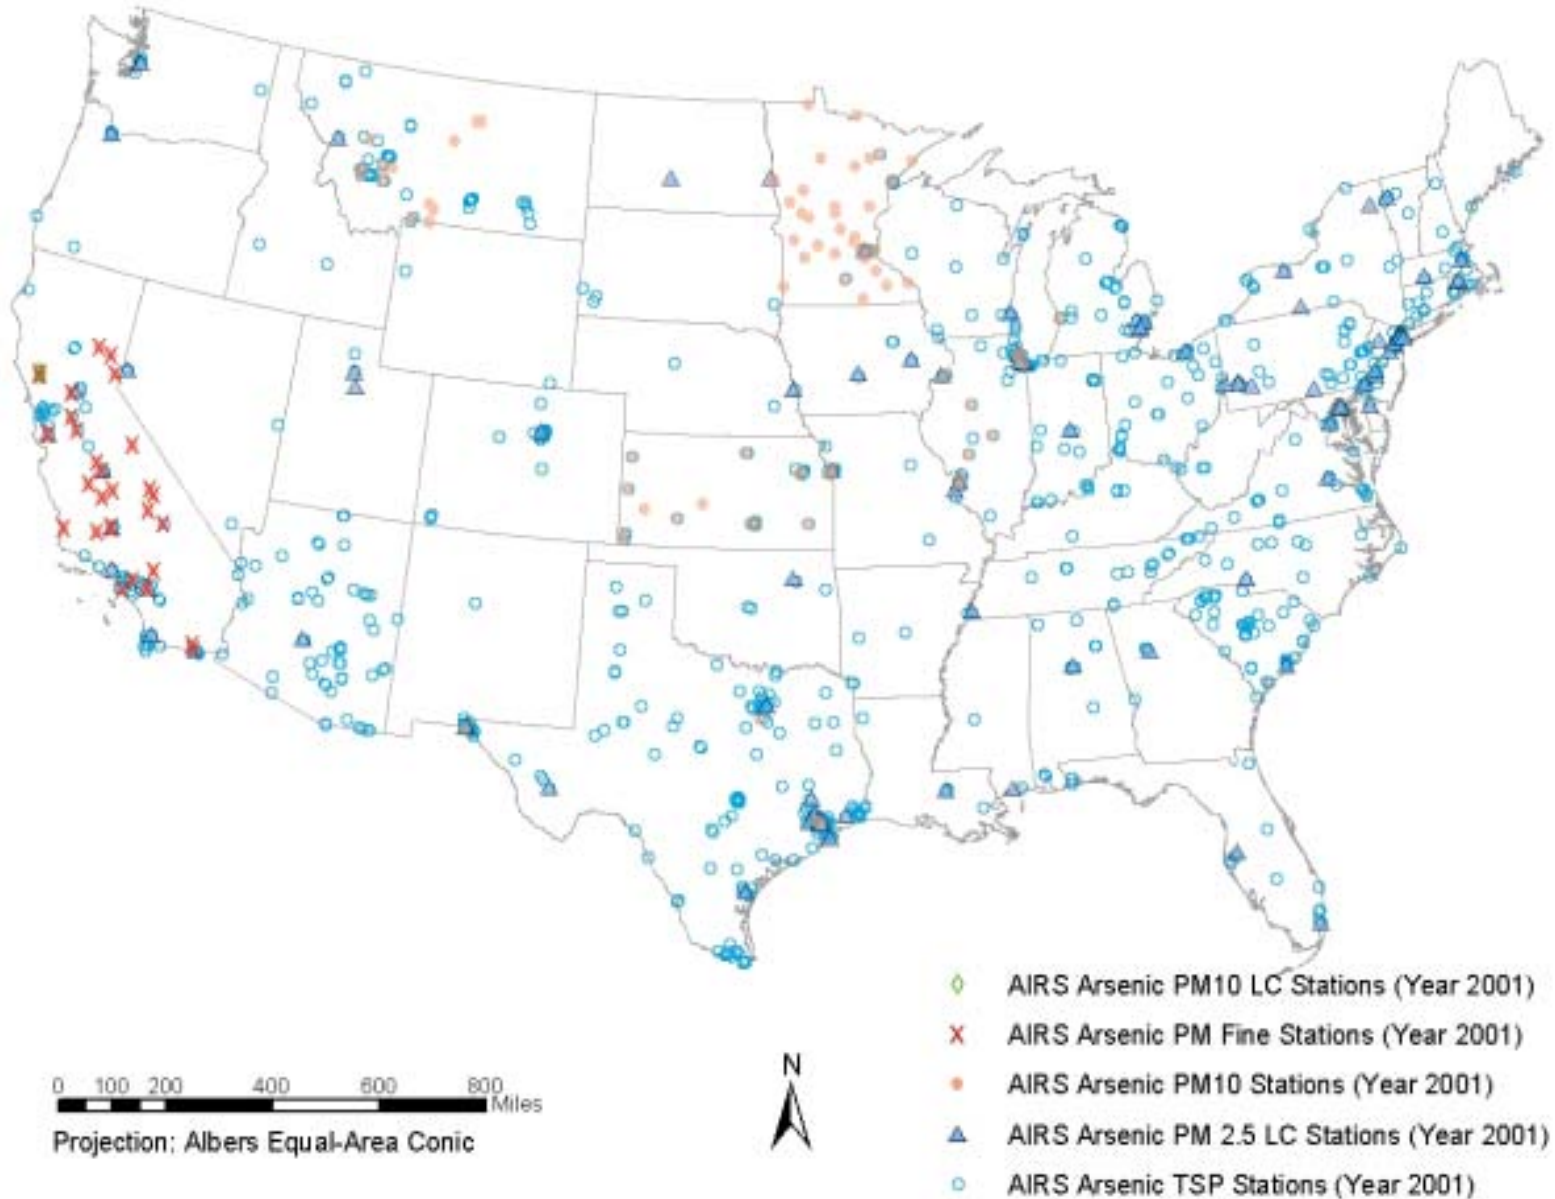 AIRS Arsenic PM10 LC Stations (Year 2001)
AIRS Arsenic PM Fine Stations (Year 2001)
AIRS Arsenic PM10 Stations (Year 2001)
AIRS Arsenic PM 2.5 LC Stations (Year 2001)
AIRS Arsenic TSP Stations (Year 2001)
N
0 100 200 400 600 800
Miles
Projection: Albers Equal-Area Conic